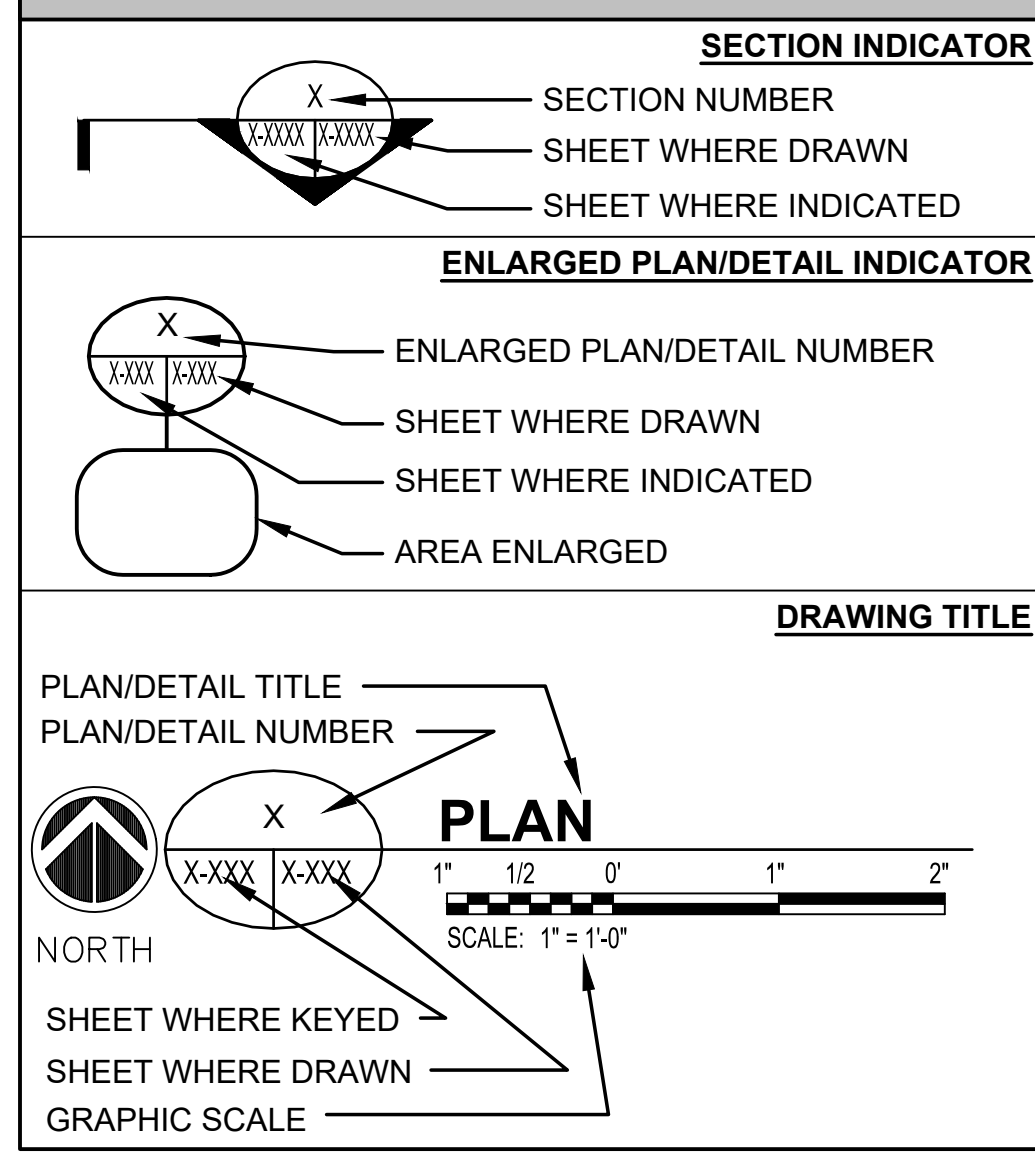 SECTION INDICATOR
X
SECTION NUMBER
X-XXXX X-XXXX
SHEET WHERE DRAWN
SHEET WHERE INDICATED
ENLARGED PLAN/DETAIL INDICATOR
X
ENLARGED PLAN/DETAIL NUMBER
X-XXX X-XXX
SHEET WHERE DRAWN
SHEET WHERE INDICATED
AREA ENLARGED
DRAWING TITLE
PLAN/DETAIL TITLE
PLAN/DETAIL NUMBER
X
PLAN
X-XXX X-XXX
1" 1/2 0' 1" 2"
SCALE: 1" = 1'-0"
NORTH
SHEET WHERE KEYED
SHEET WHERE DRAWN
GRAPHIC SCALE